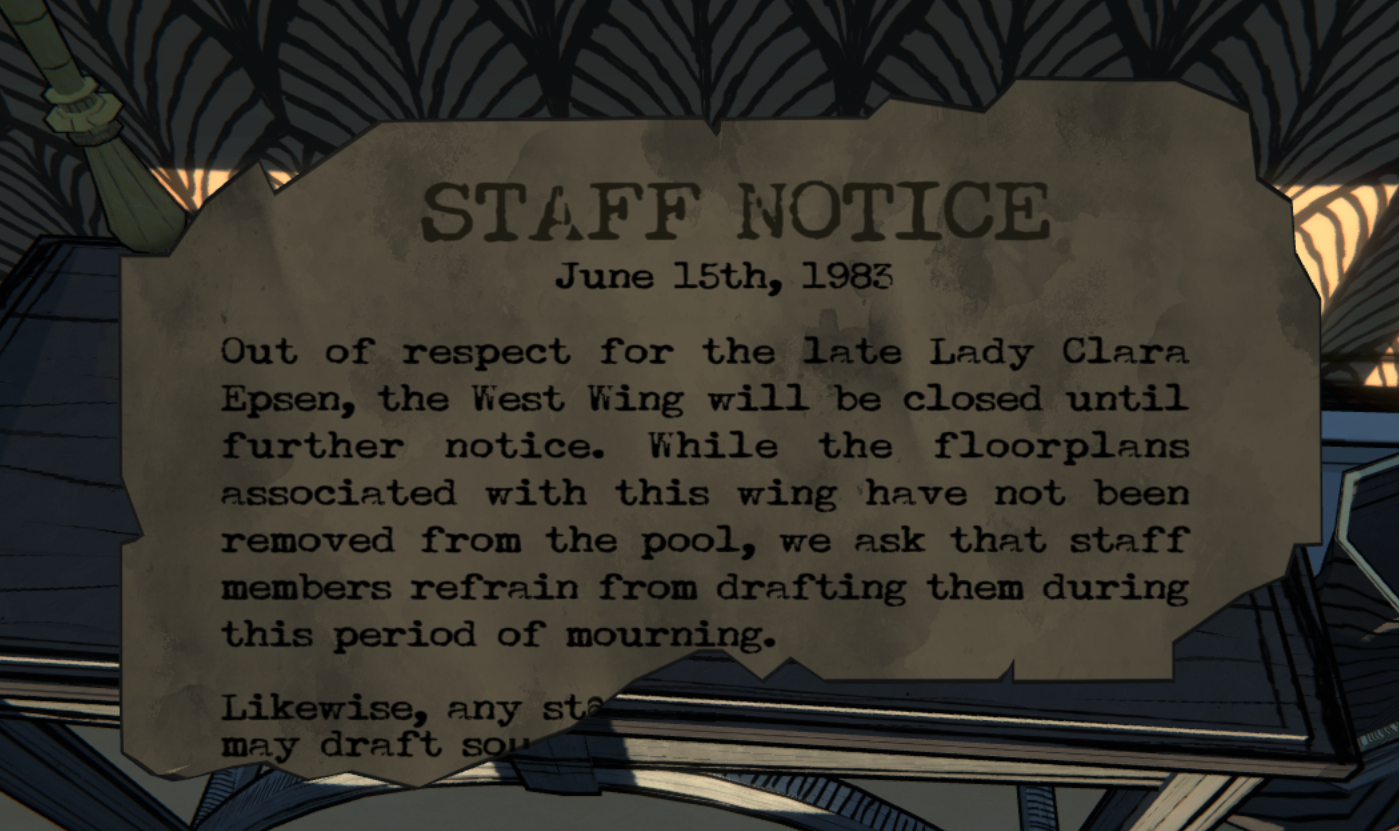 STAFF NOTICE
June 15th, 1983
Out of respect for the late Lady Clara
Epsen, the West Wing will be closed until
further notice. While the floorplans
associated with this wing have not been
removed from the pool, we ask that staff
members refrain from drafting them during
this period of mourning.
Likewise, any
may draft